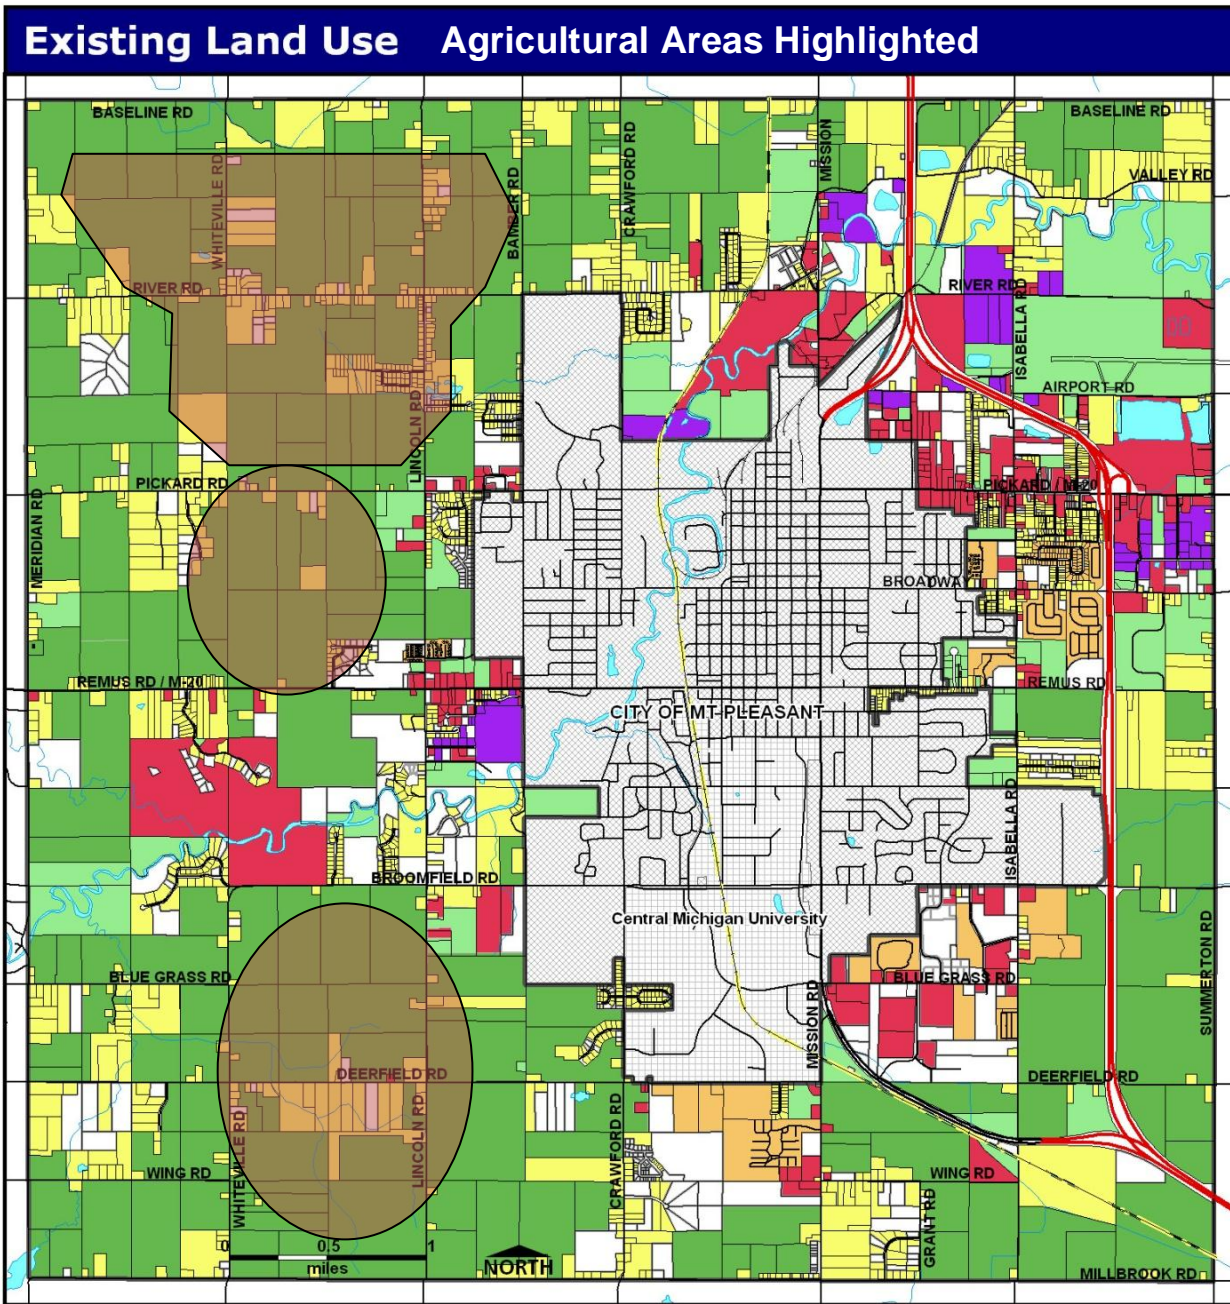 Existing Land Use Agricultural Areas Highlighted
BASELINE RD
BASELINE RD
WHITEVILLE RD
BAMBER RD
CRAWFORD RD
MISSION
VALLEY RD
RIVER RD
RIVER RD
ISABELLA RD
AIRPORT RD
LINCOLN RD
PICKARD RD
PICKARD / M-20
MERIDIAN RD
BROADWAY
REMUS RD / M-20
REMUS RD
CITY OF MT PLEASANT
ISABELLA RD
BROOMFIELD RD
Central Michigan University
BLUE GRASS RD
BLUE GRASS RD
SUMMERTON RD
MISSION RD
DEERFIELD RD
DEERFIELD RD
WHITEVILLE RD
LINCOLN RD
CRAWFORD RD
WING RD
WING RD
GRANT RD
0 0.5 1
miles
NORTH
MILLBROOK RD